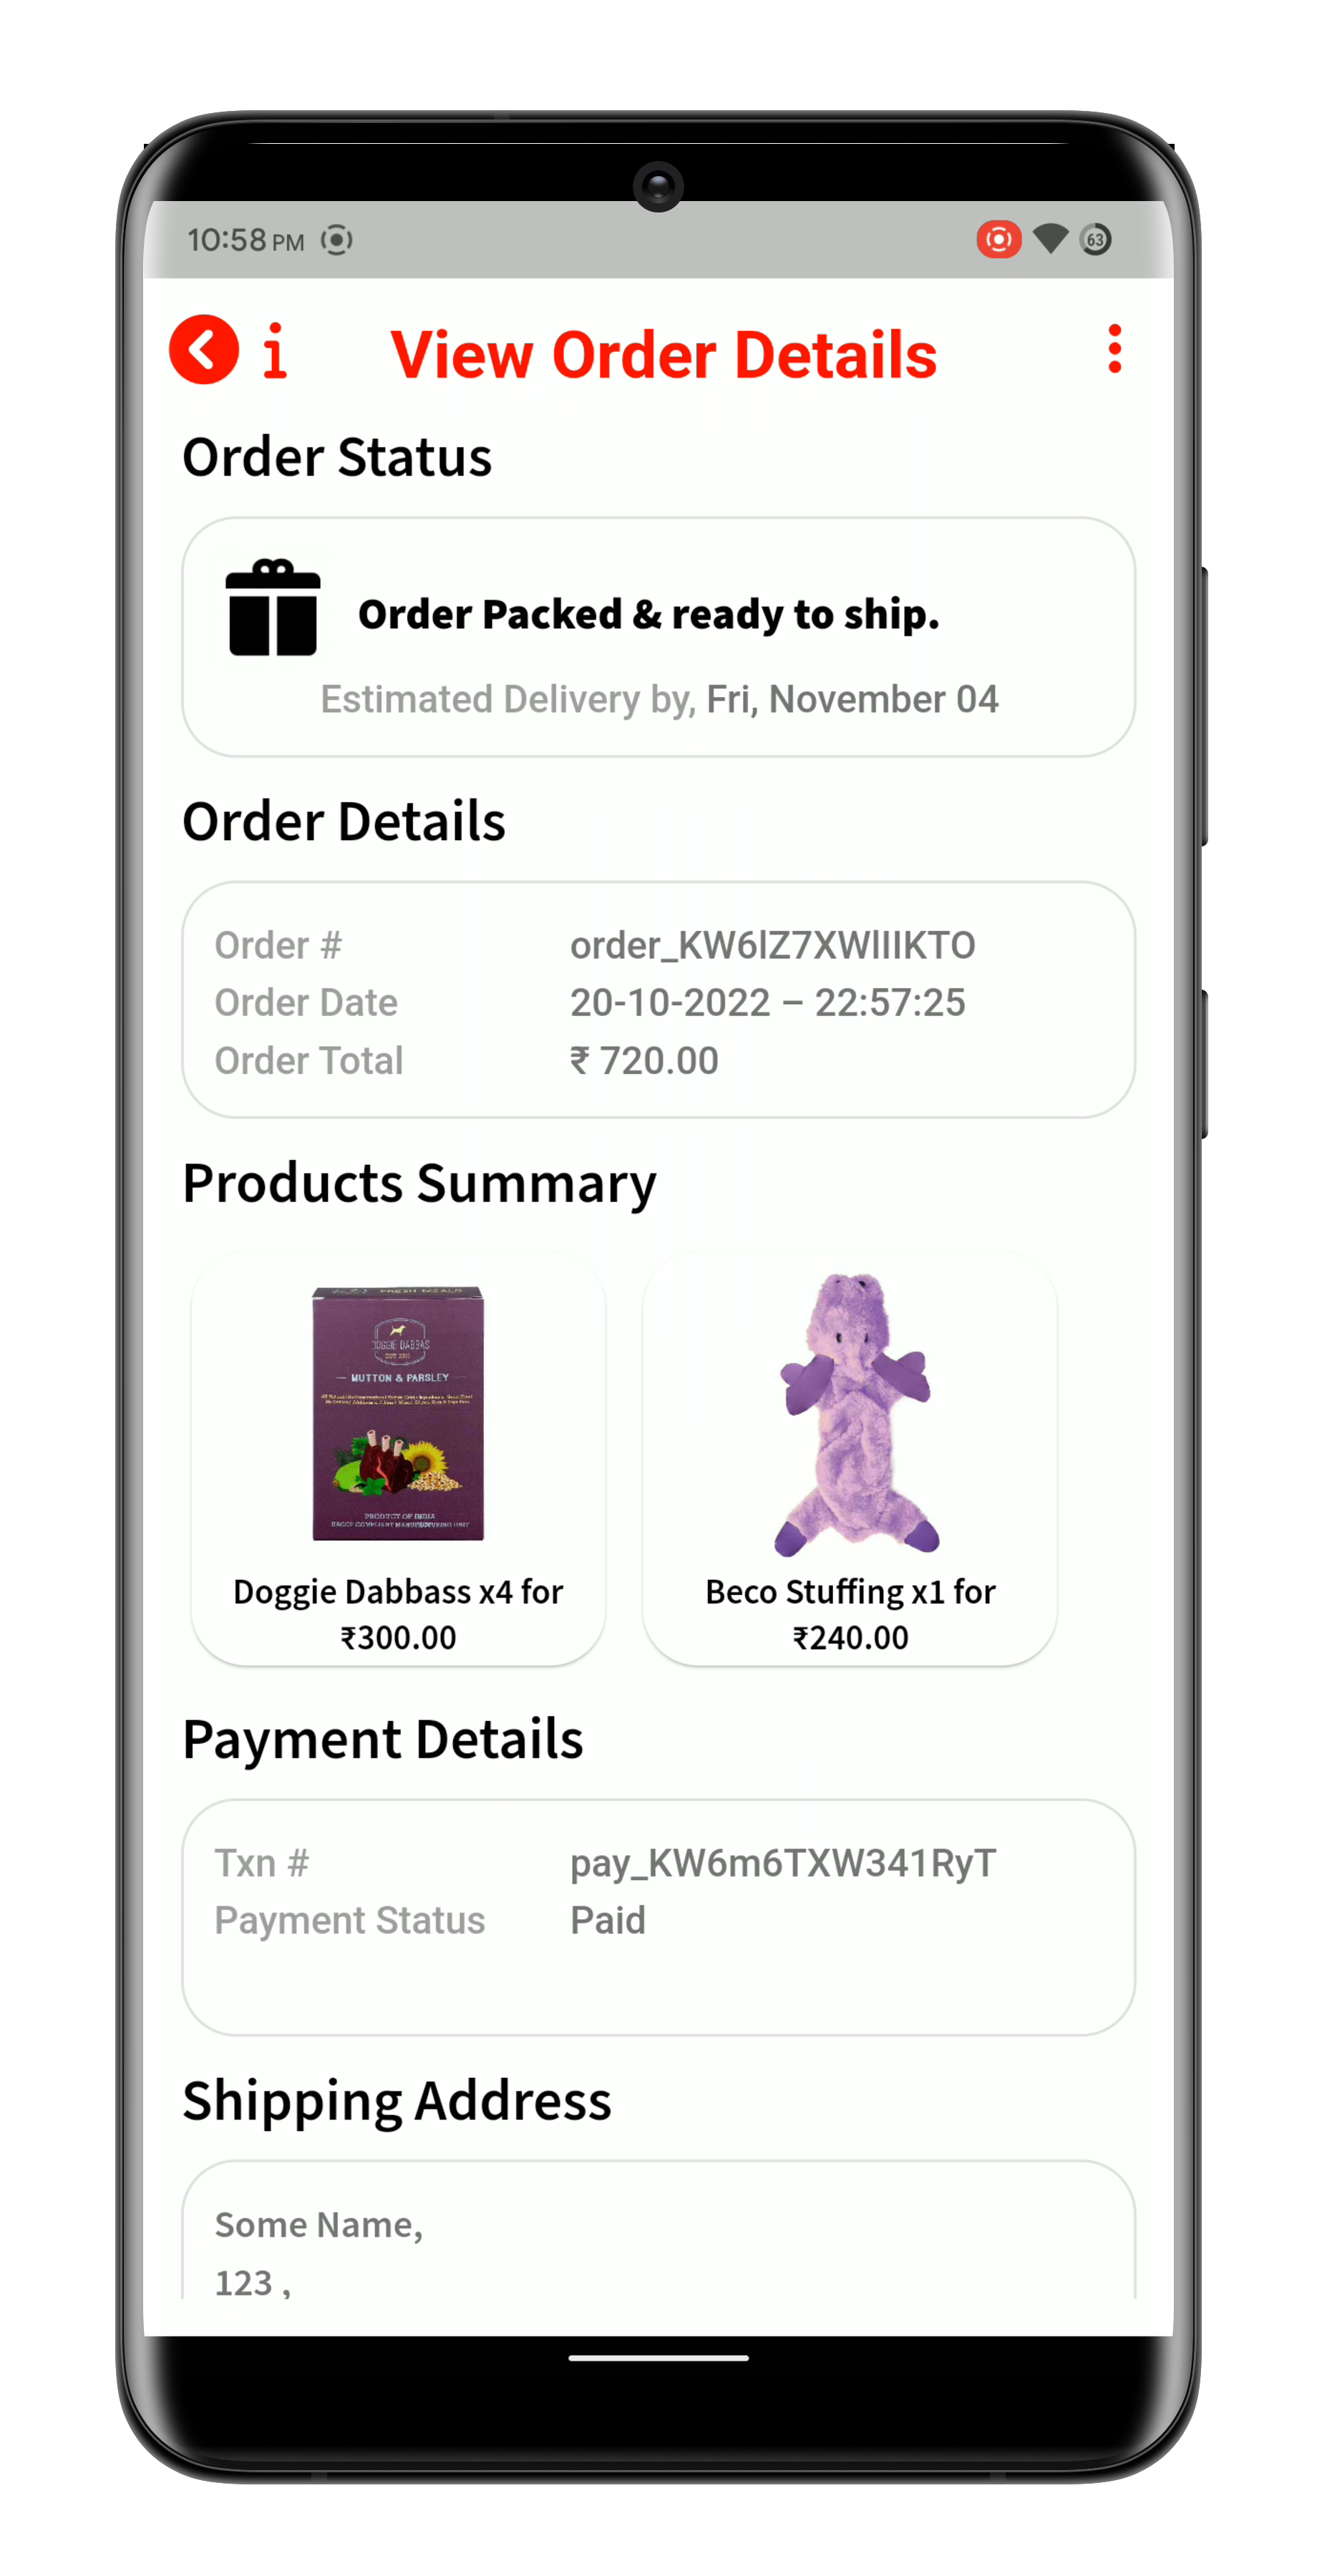 10:58 PM
63
View Order Details
Order Status
Order Packed & ready to ship.
Estimated Delivery by, Fri, November 04
Order Details
Order # order_KW6lZ7XWlIIKTO
Order Date 20-10-2022 – 22:57:25
Order Total ₹ 720.00
Products Summary
FRESH MEALS
DOGGIE DABBAS
MUTTON & PARSLEY
PRODUCT OF INDIA
Doggie Dabbass x4 for
₹300.00
Beco Stuffing x1 for
₹240.00
Payment Details
Txn # pay_KW6m6TXW341RyT
Payment Status Paid
Shipping Address
Some Name,
123 ,